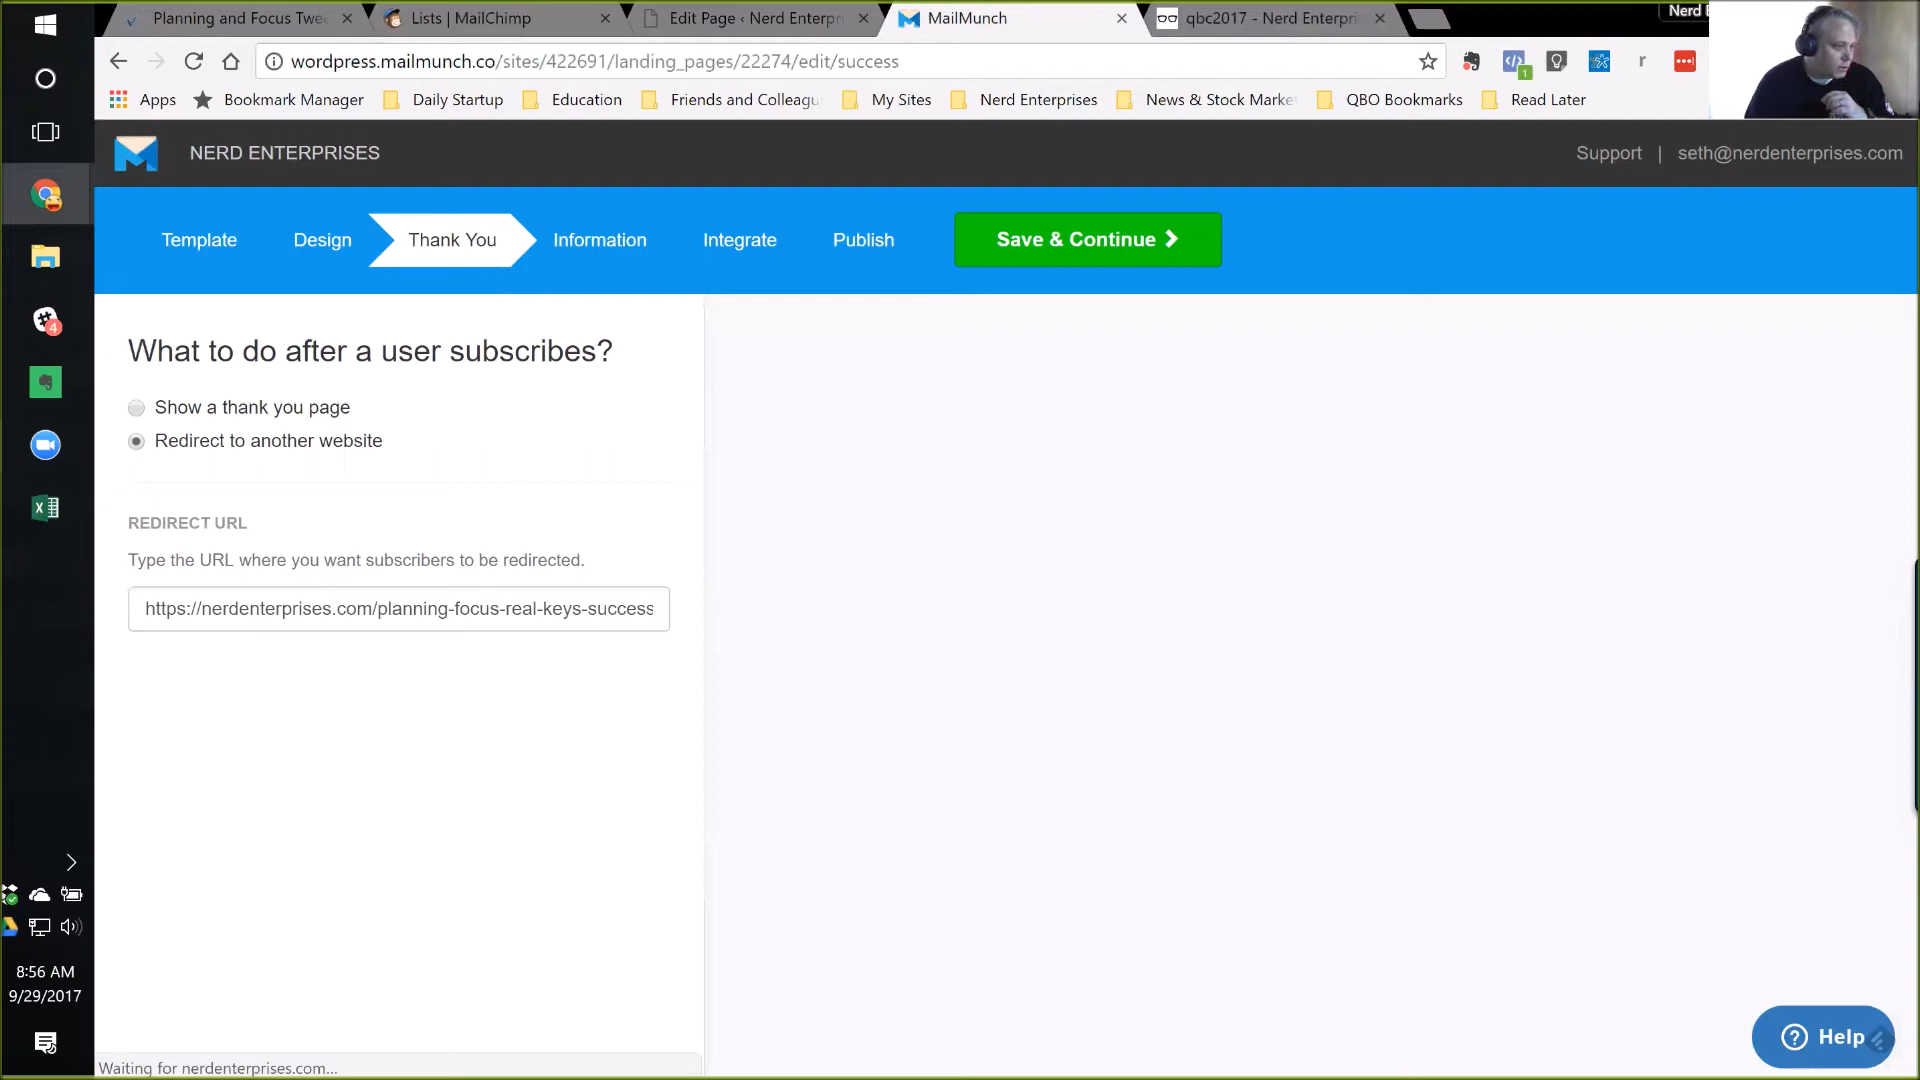 Planning and Focus Twe
Lists | MailChimp
Edit Page ‹ Nerd Enterpri
MailMunch
qbc2017 - Nerd Enterpri
Nerd E
wordpress.mailmunch.co/sites/422691/landing_pages/22274/edit/success
1
r
Apps
Bookmark Manager
Daily Startup
Education
Friends and Colleagu
My Sites
Nerd Enterprises
News & Stock Market
QBO Bookmarks
Read Later
NERD ENTERPRISES
Support | seth@nerdenterprises.com
Template
Design
Thank You
Information
Integrate
Publish
Save & Continue
4
What to do after a user subscribes?
Show a thank you page
Redirect to another website
REDIRECT URL
Type the URL where you want subscribers to be redirected.
https://nerdenterprises.com/planning-focus-real-keys-success
8:56 AM
9/29/2017
Help
Waiting for nerdenterprises.com...